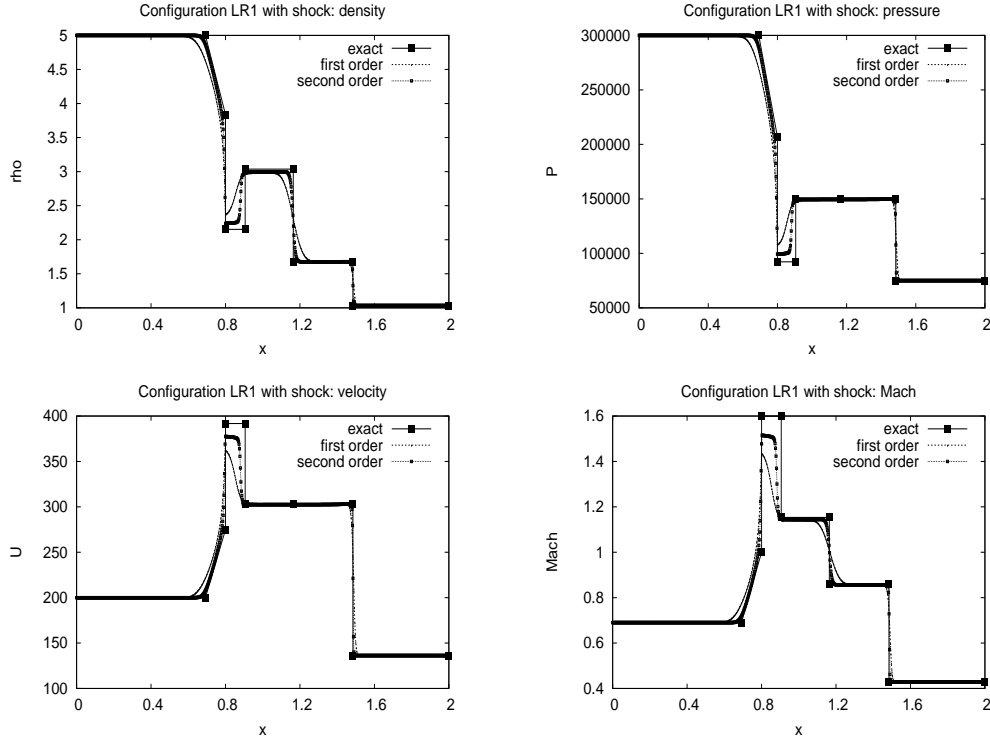 Configuration LR1 with shock: density
5
4.5
4
3.5
3
2.5
2
1.5
1
rho
0
0.4
0.8
1.2
1.6
2
x
exact
first order
second order
Configuration LR1 with shock: pressure
300000
250000
200000
150000
100000
50000
P
0
0.4
0.8
1.2
1.6
2
x
exact
first order
second order
Configuration LR1 with shock: velocity
400
350
300
250
200
150
100
U
0
0.4
0.8
1.2
1.6
2
x
exact
first order
second order
Configuration LR1 with shock: Mach
1.6
1.4
1.2
1
0.8
0.6
0.4
Mach
0
0.4
0.8
1.2
1.6
2
x
exact
first order
second order